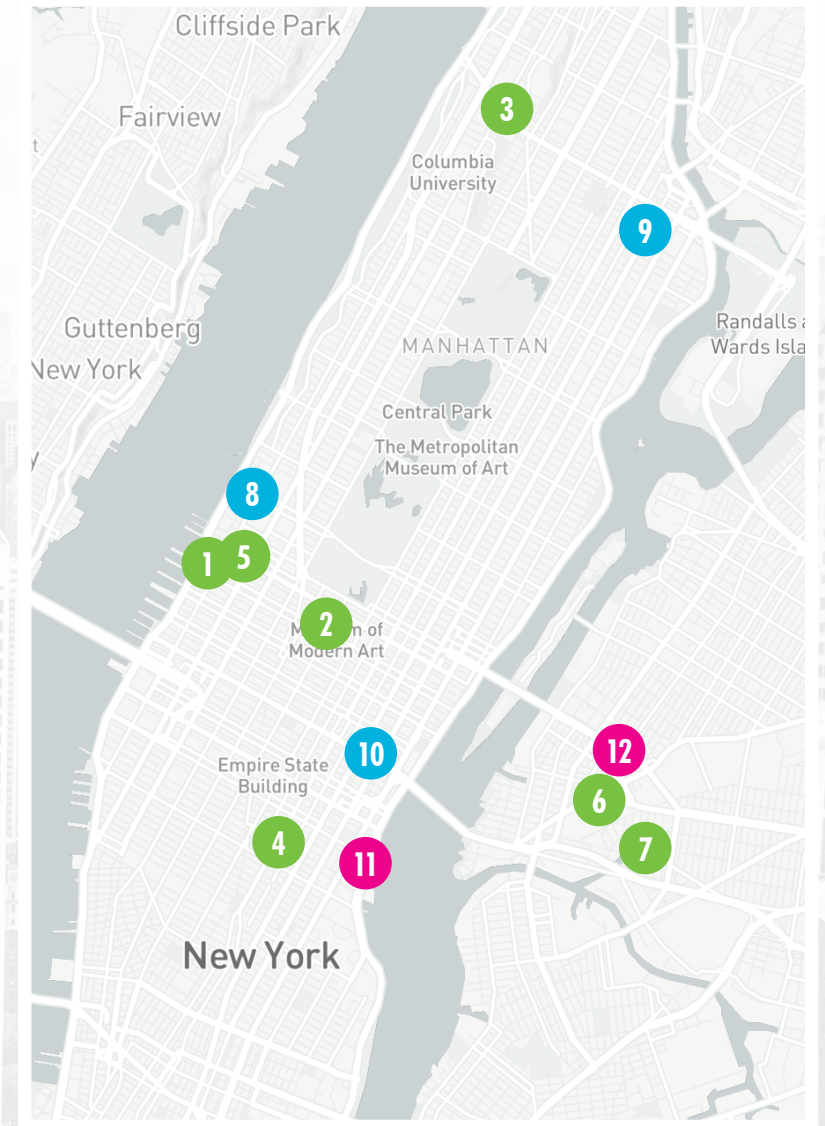 Cliffside Park
Fairview
t
3
Columbia
University
9
Guttenberg
New York
MANHATTAN
Randalls a
Wards Isla
Central Park
The Metropolitan
Museum of Art
y
8
1
5
2
M m of
Modern Art
10
12
Empire State
Building
6
4
7
11
New York